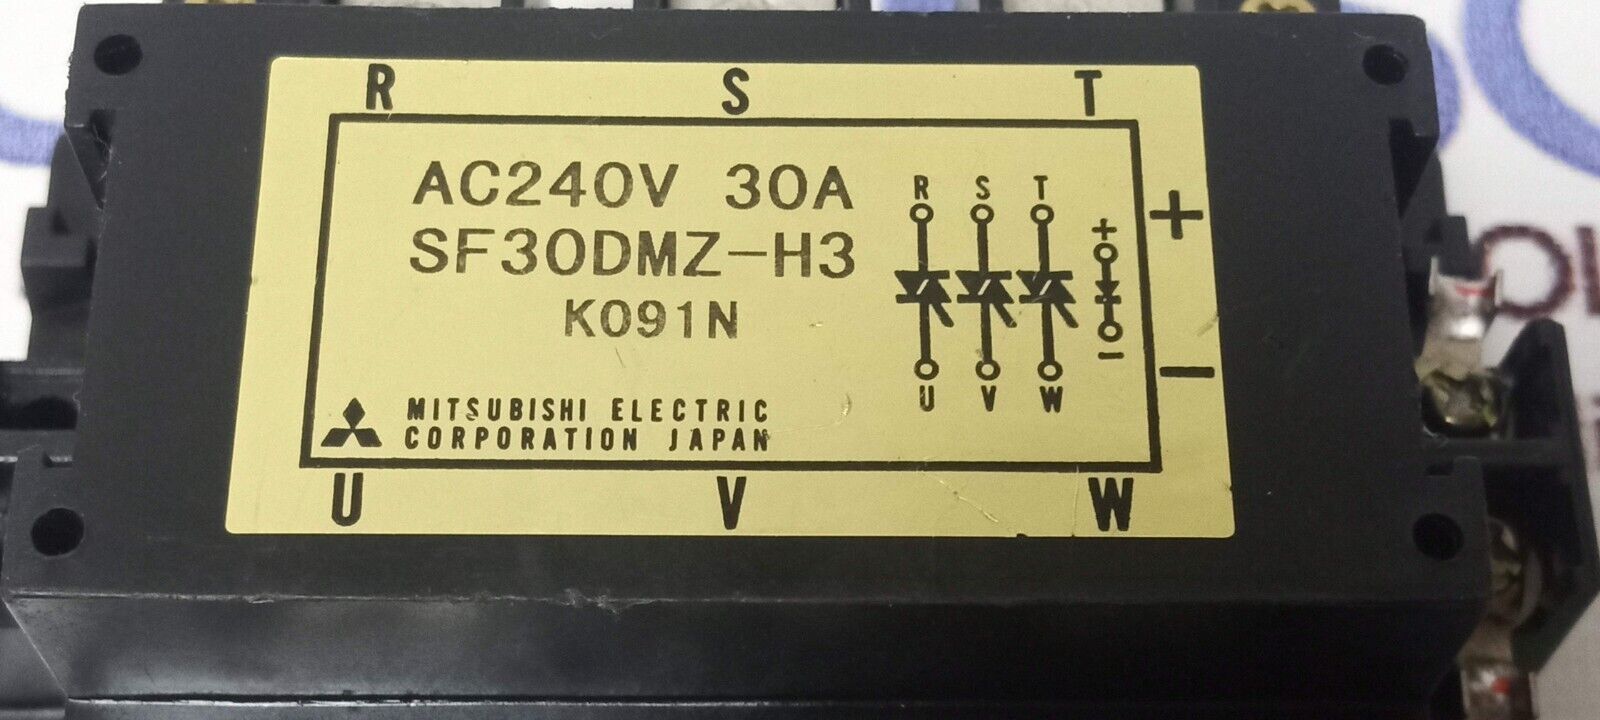 R S T
AC240V 30A
SF30DMZ-H3
K091N
R S T
+
-
U V W
+
-
MITSUBISHI ELECTRIC
CORPORATION JAPAN
U V W